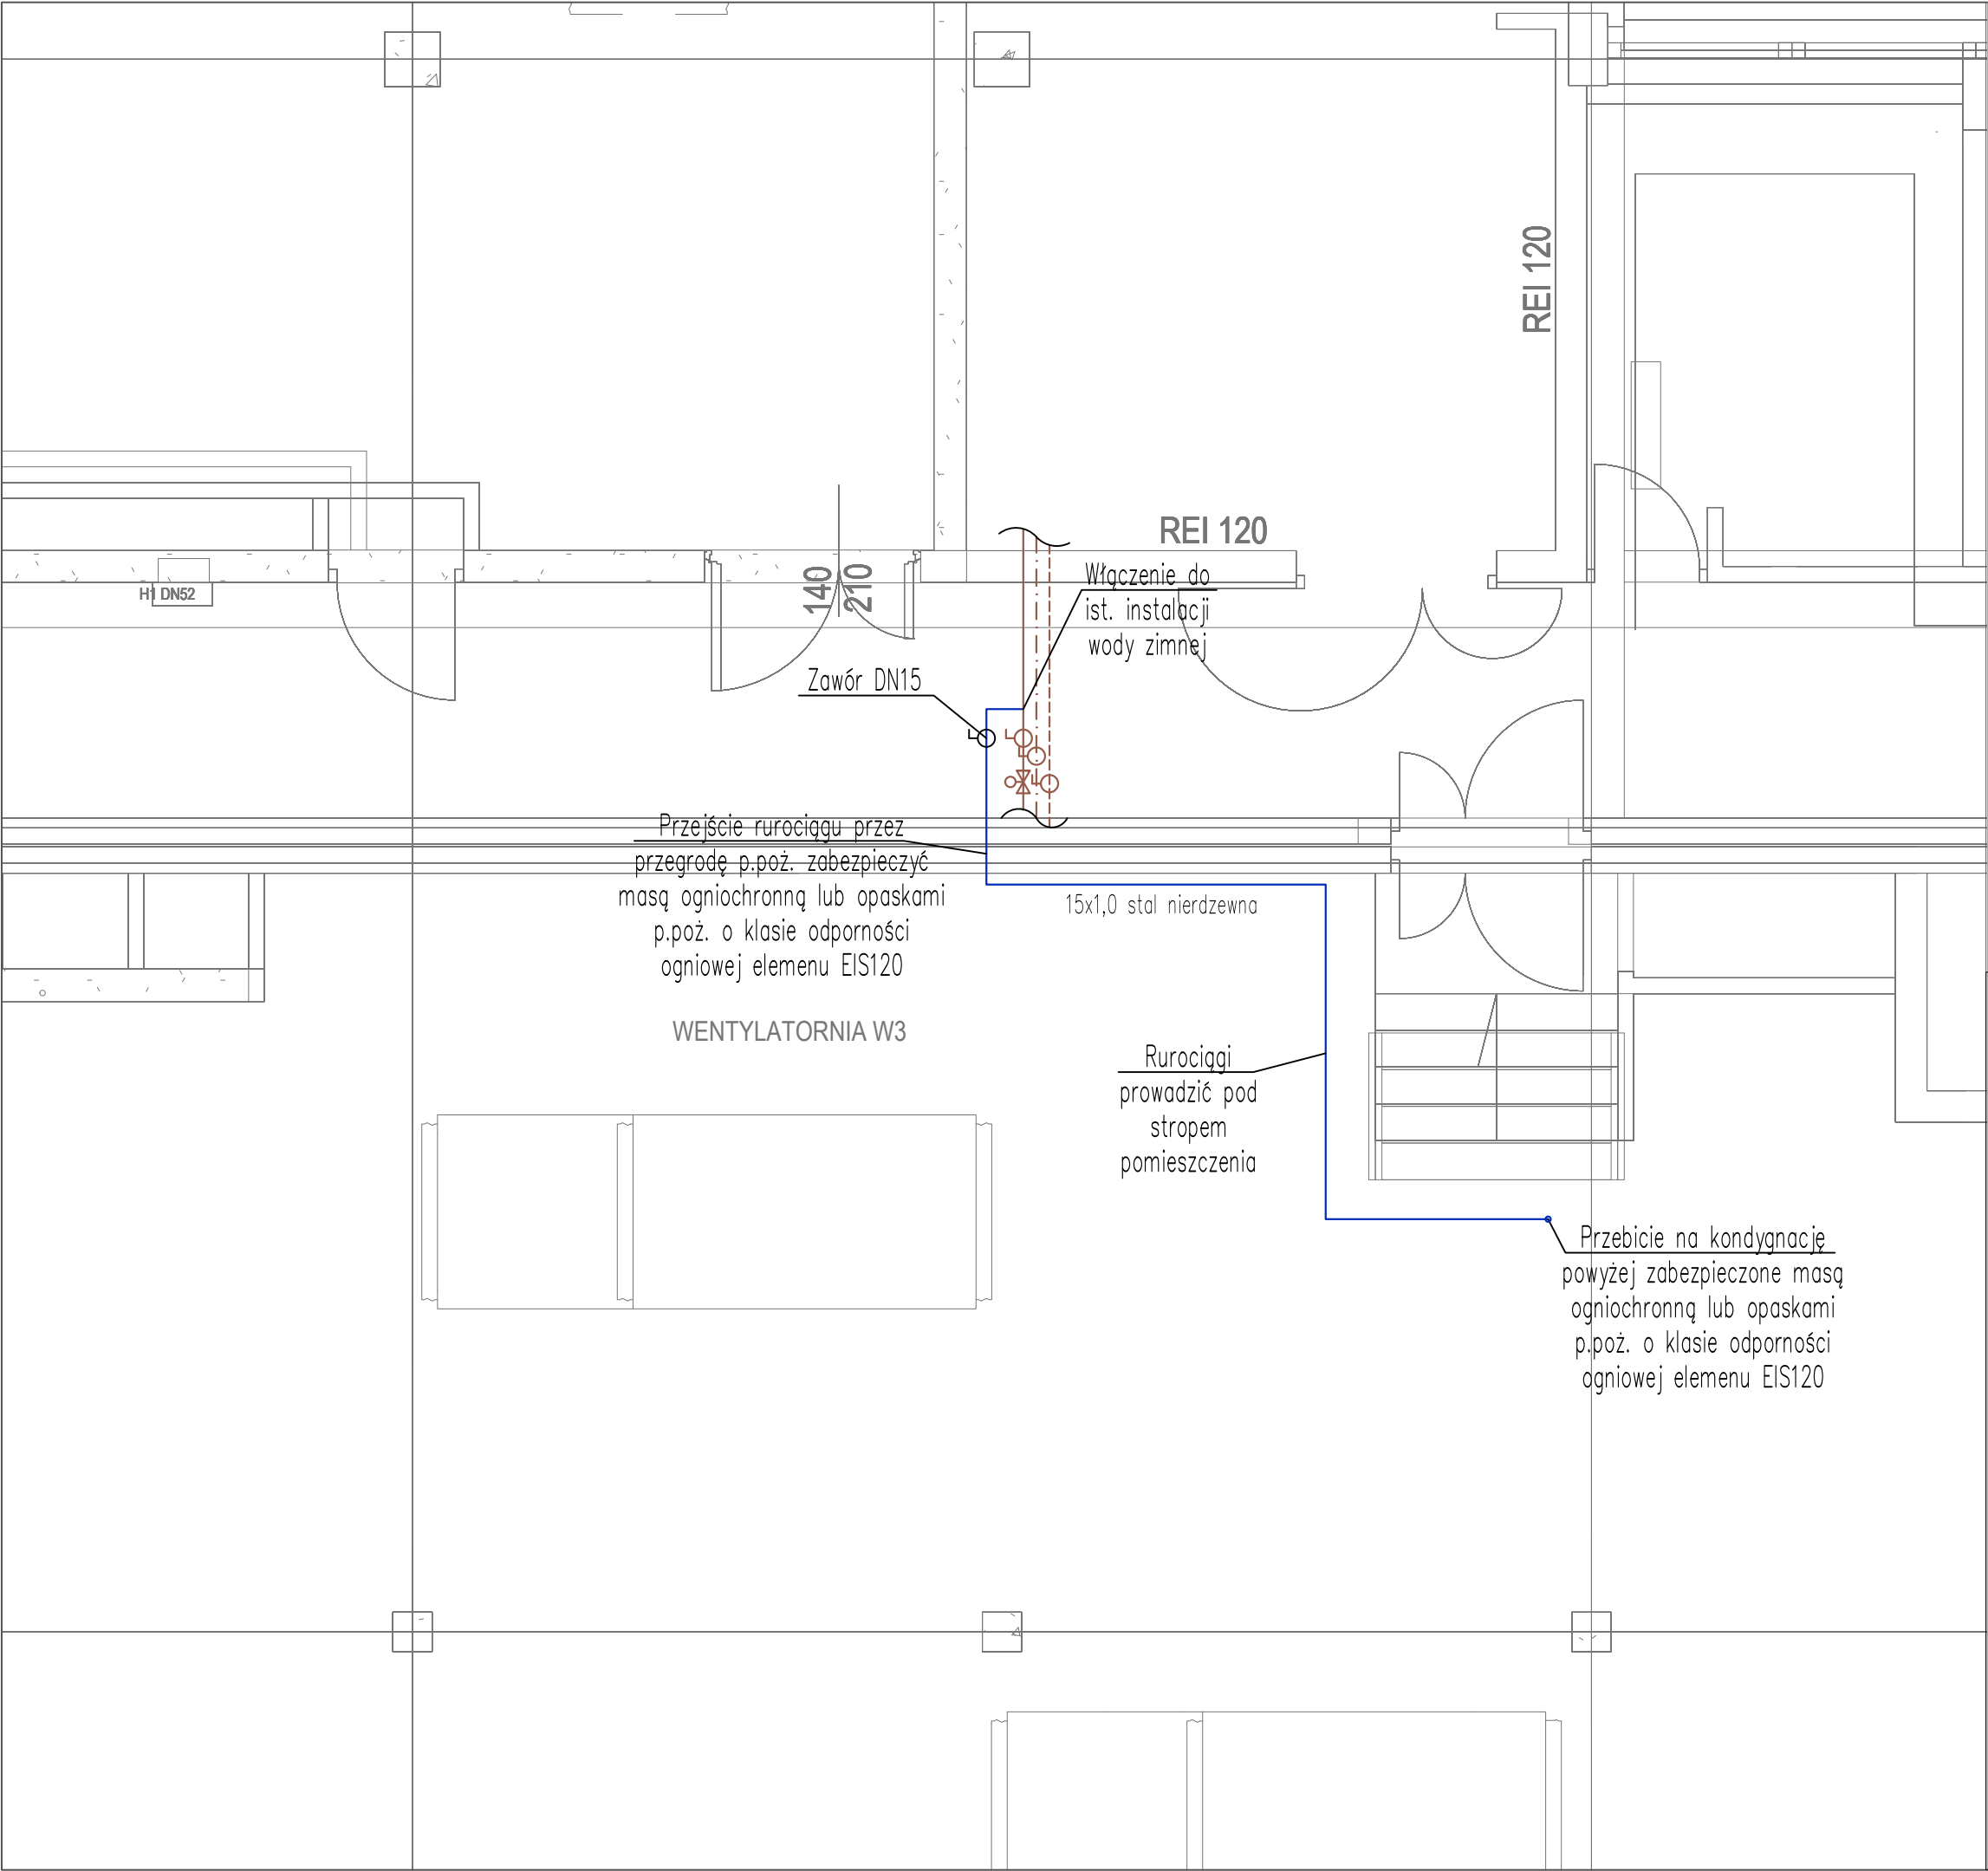 REI 120
REI 120
H1 DN52
140
210
Włączenie do
ist. instalacji
wody zimnej
Zawór DN15
Przejście rurociągu przez
przegrodę p.poż. zabezpieczyć
masą ogniochronną lub opaskami
p.poż. o klasie odporności
ogniowej elemenu EIS120
15x1,0 stal nierdzewna
WENTYLATORNIA W3
Rurociągi
prowadzić pod
stropem
pomieszczenia
Przebicie na kondygnację
powyżej zabezpieczone masą
ogniochronną lub opaskami
p.poż. o klasie odporności
ogniowej elemenu EIS120